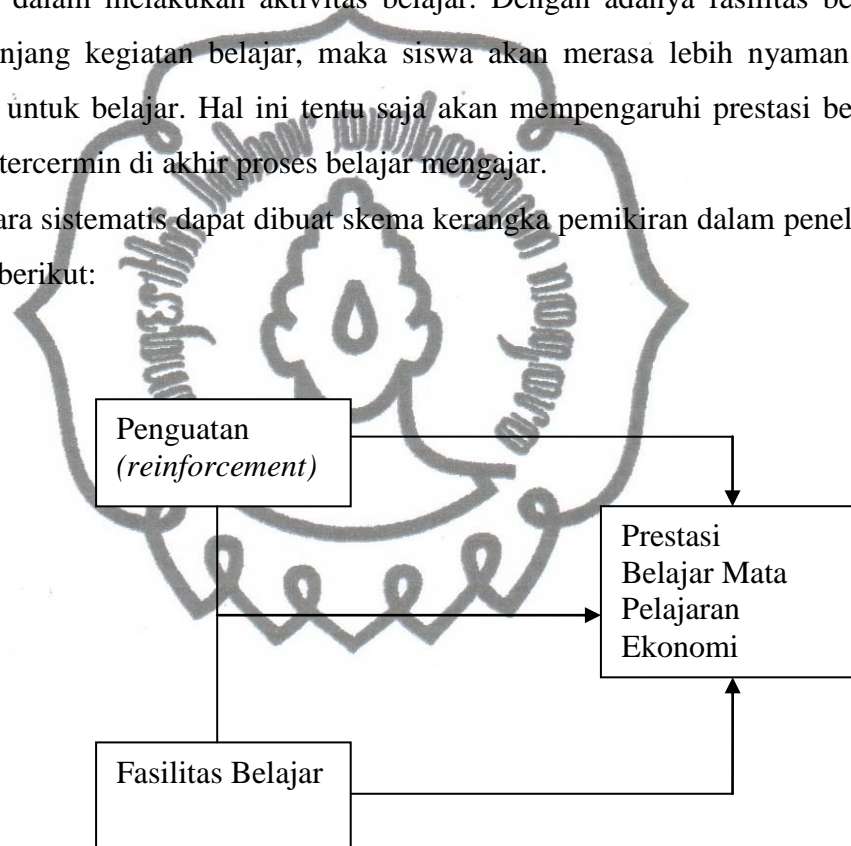 dalam melakukan aktivitas belajar. Dengan adanya fasilitas be
njang kegiatan belajar, maka siswa akan merasa lebih nyaman
untuk belajar. Hal ini tentu saja akan mempengaruhi prestasi be
tercermin di akhir proses belajar mengajar.
ara sistematis dapat dibuat skema kerangka pemikiran dalam penel
berikut:
Penguatan
(reinforcement)
Prestasi
Belajar Mata
Pelajaran
Ekonomi
Fasilitas Belajar